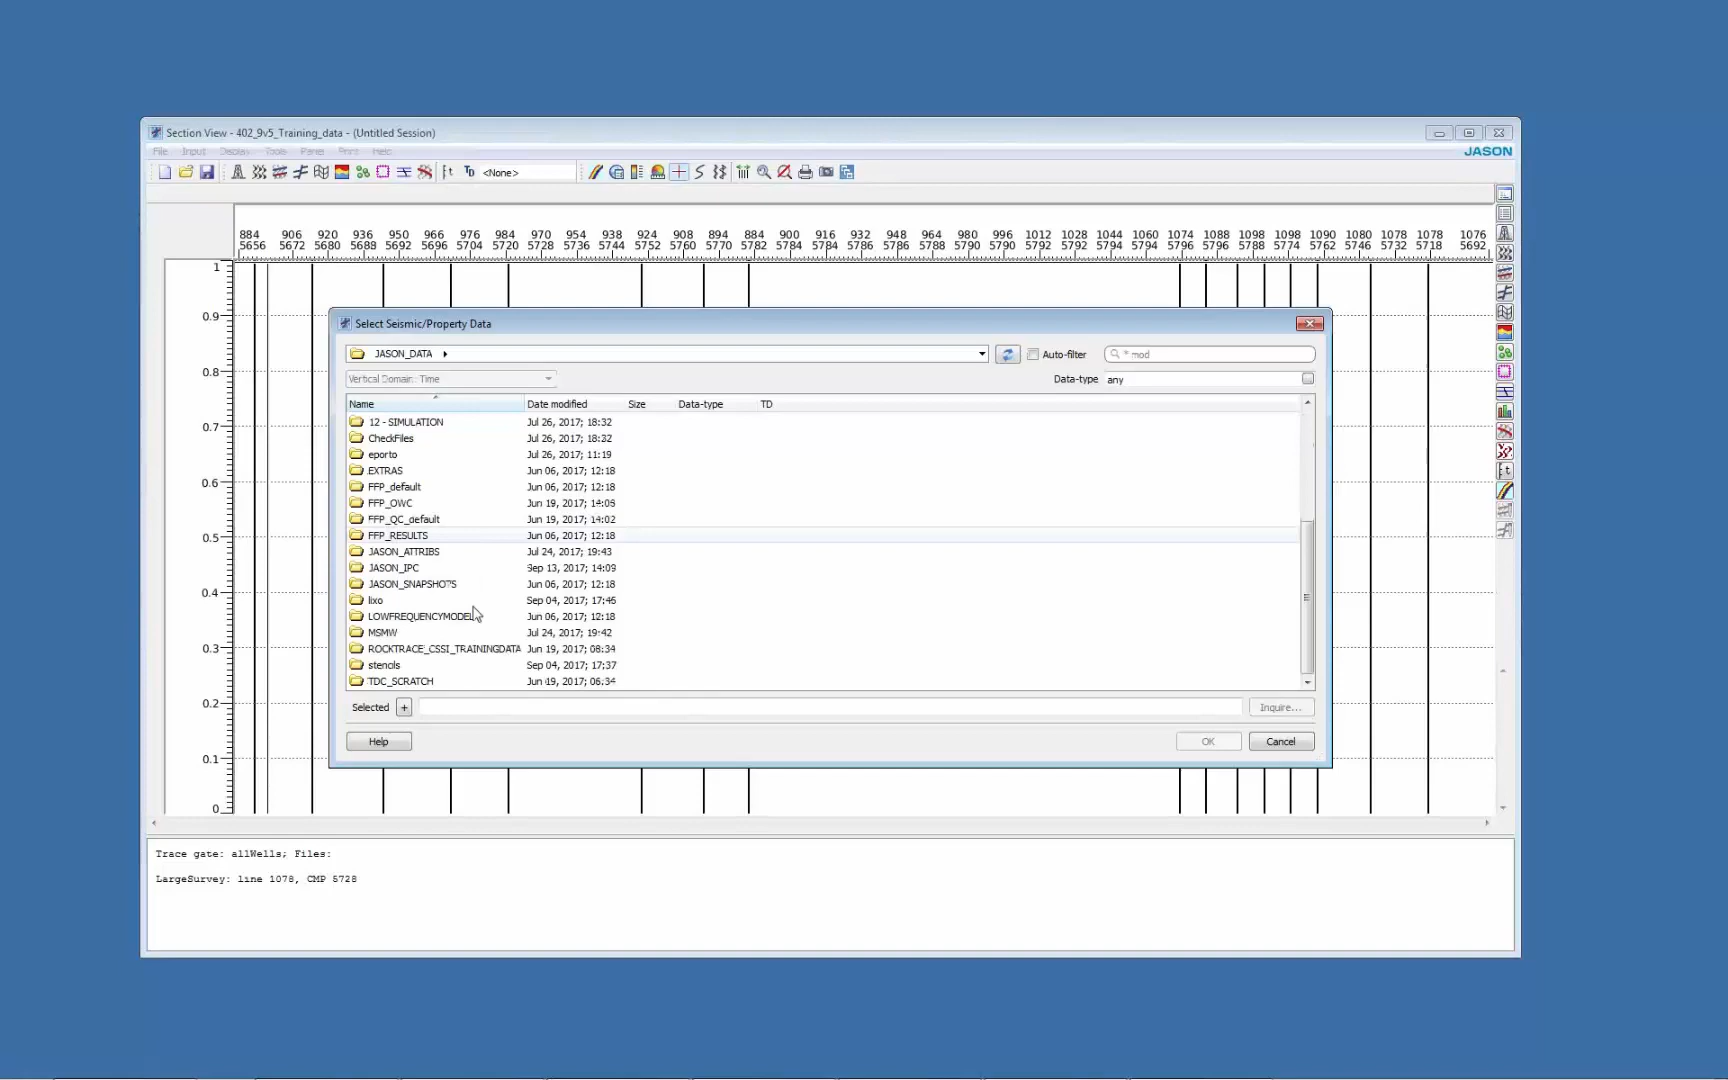 Section View - 402_9v5_Training_data - (Untitled Session)
File Input Display Tools Panel Print Help
JASON
<None>
884 906 920 936 950 966 954 984 970 954 938 924 908 894 884 900 916 932 948 964 980 996 1012 1028 1044 1060 1074 1088 1098 1098 1090 1080 1078 1078 1076
5656 5672 5680 5688 5692 5696 5704 5720 5728 5736 5744 5752 5760 5770 5782 5784 5784 5786 5786 5788 5790 5790 5792 5792 5794 5794 5796 5796 5798 5774 5762 5746 5732 5718 5692
1
0.9
0.8
0.7
0.6
0.5
0.4
0.3
0.2
0.1
0
Select Seismic/Property Data
JASON_DATA
Auto-filter
*.mod
Vertical Domain: Time
Data-type any
Name Date modified Size Data-type TD
12 - SIMULATION Jul 26, 2017; 18:32
CheckFiles Jul 26, 2017; 18:32
eporto Jul 26, 2017; 11:19
EXTRAS Jun 06, 2017; 12:18
FFP_default Jun 06, 2017; 12:18
FFP_OWC Jun 19, 2017; 14:05
FFP_QC_default Jun 19, 2017; 14:02
FFP_RESULTS Jun 06, 2017; 12:18
JASON_ATTRIBS Jul 24, 2017; 19:43
JASON_IPC Sep 13, 2017; 14:09
JASON_SNAPSHOTS Jun 06, 2017; 12:18
lixo Sep 04, 2017; 17:46
LOWFREQUENCYMODEL Jun 06, 2017; 12:18
MSMW Jul 24, 2017; 19:42
ROCKTRACE_CSSI_TRAININGDATA Jun 19, 2017; 08:34
stencils Sep 04, 2017; 17:37
TDC_SCRATCH Jun 19, 2017; 06:34
Selected +
Inquire...
Help
OK
Cancel
Trace gate: allWells; Files:
LargeSurvey: line 1078, CMP 5728